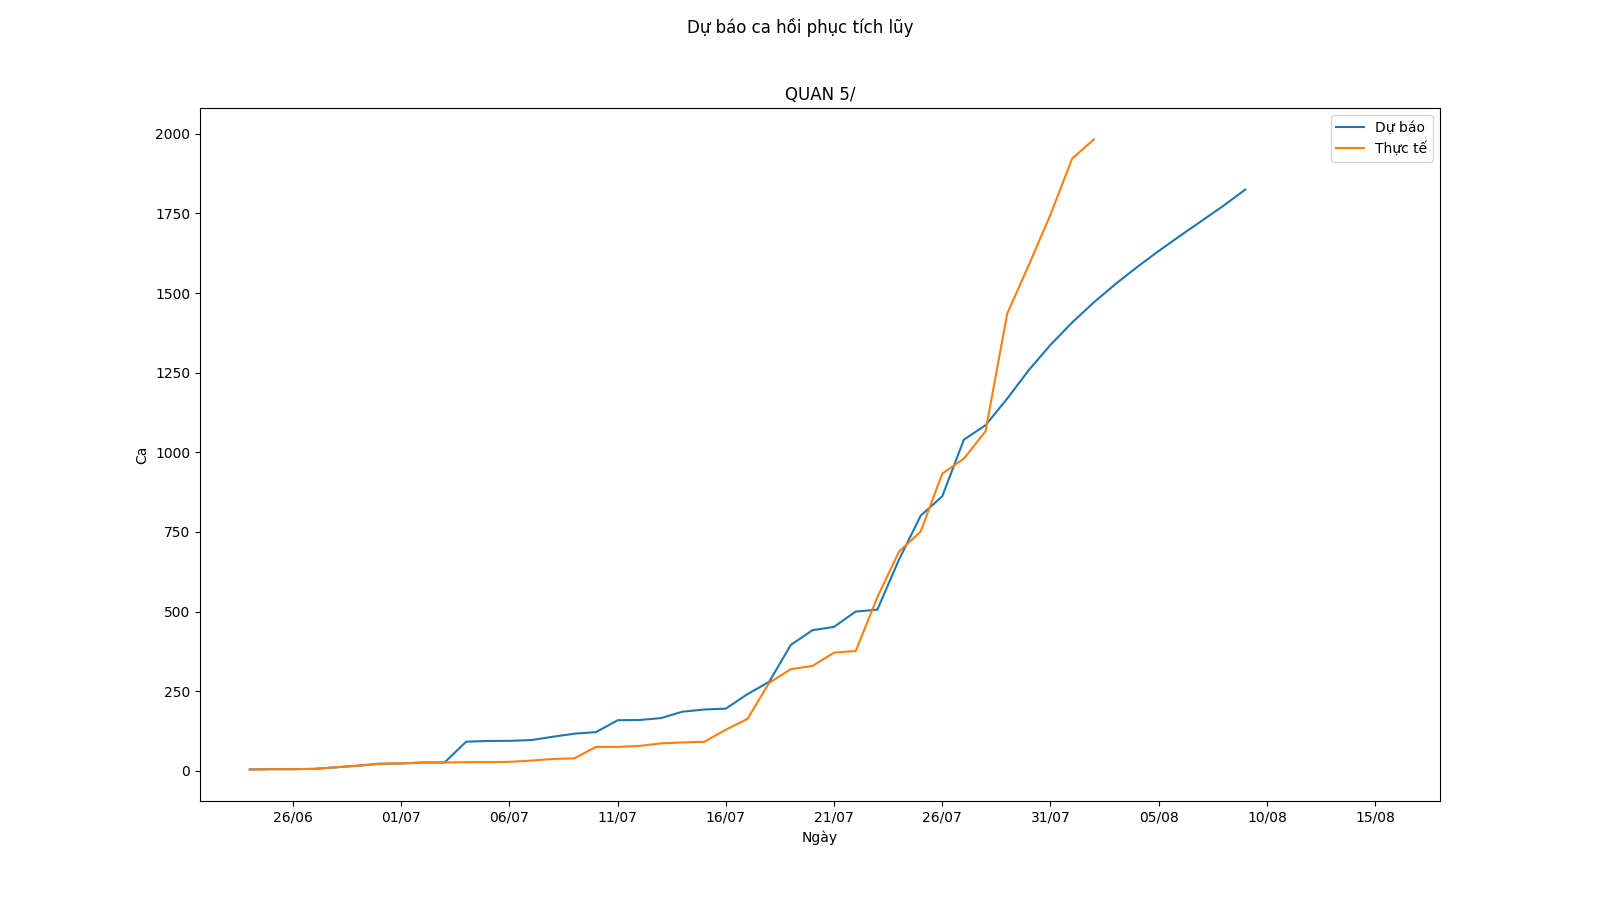 Dự báo ca hồi phục tích lũy
QUAN 5/
Dự báo
Thực tế
2000
1750
1500
1250
1000
750
500
250
0
Ca
26/06 01/07 06/07 11/07 16/07 21/07 26/07 31/07 05/08 10/08 15/08
Ngày